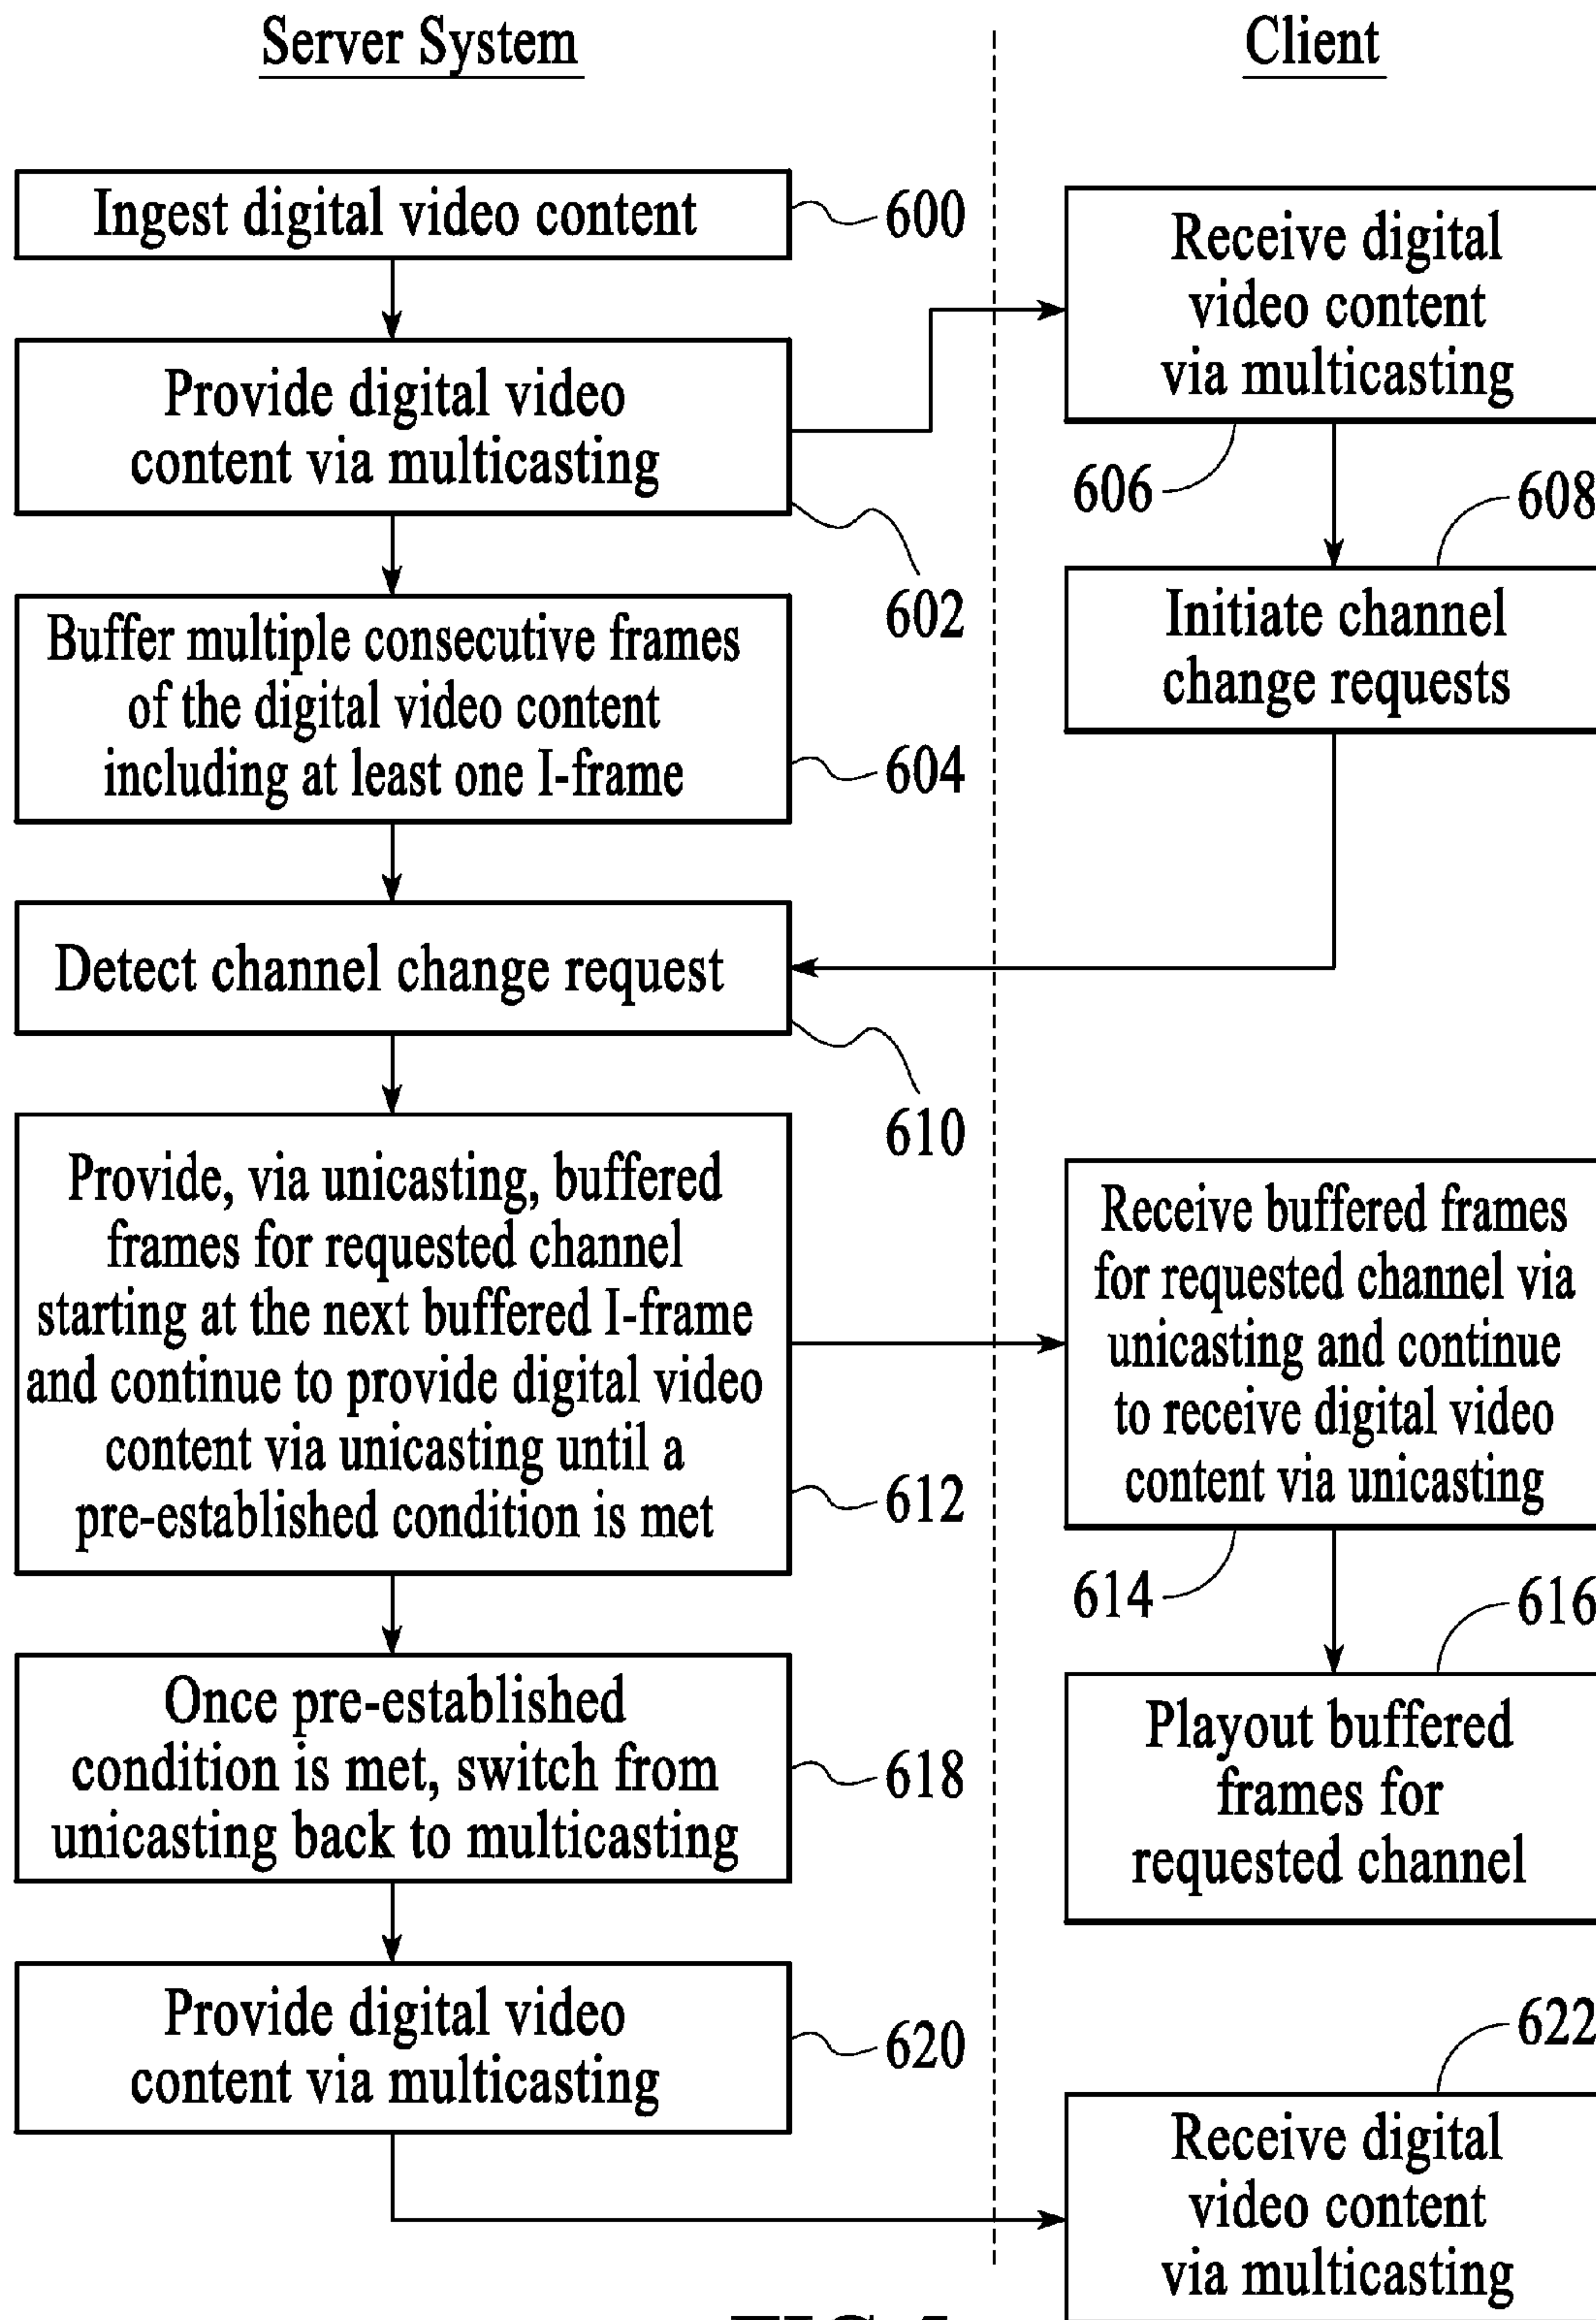 Server System
Client
Ingest digital video content
600
Receive digital
video content
via multicasting
606
Provide digital video
content via multicasting
602
608
Initiate channel
change requests
Buffer multiple consecutive frames
of the digital video content
including at least one I-frame
604
Detect channel change request
610
Provide, via unicasting, buffered
frames for requested channel
starting at the next buffered I-frame
and continue to provide digital video
content via unicasting until a
pre-established condition is met
612
Receive buffered frames
for requested channel via
unicasting and continue
to receive digital video
content via unicasting
614
616
Playout buffered
frames for
requested channel
Once pre-established
condition is met, switch from
unicasting back to multicasting
618
Provide digital video
content via multicasting
620
622
Receive digital
video content
via multicasting